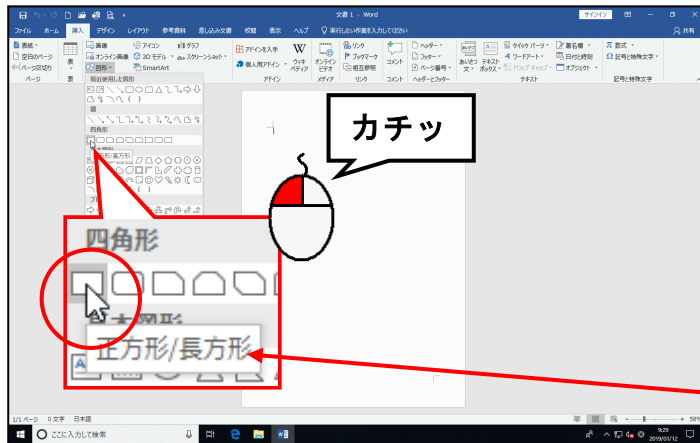 文書 1 - Word
サインイン
ファイル ホーム 挿入 デザイン レイアウト 参考資料 差し込み文書 校閲 表示 ヘルプ 実行したい作業を入力してください 共有
表紙
空白のページ
ページ区切り
ページ
表
表
画像
オンライン画像
図形
アイコン
3D モデル
SmartArt
グラフ
スクリーンショット
アドインを入手
個人用アドイン
アドイン
W
ウィキペディア
オンライン
ビデオ
メディア
リンク
ブックマーク
相互参照
リンク
コメント
コメント
ヘッダー
フッター
ページ番号
ヘッダーとフッター
あいさつ
文
テキスト
ボックス
クイック パーツ
ワードアート
ドロップ キャップ
署名欄
日付と時刻
オブジェクト
テキスト
π 数式
Ω 記号と特殊文字
記号と特殊文字
最近使用した図形
線
四角形
正方形/長方形
カチッ
四角形
基本図形
正方形/長方形
1/1 ページ 0 文字 日本語
58%
ここに入力して検索
9:29
2019/01/12